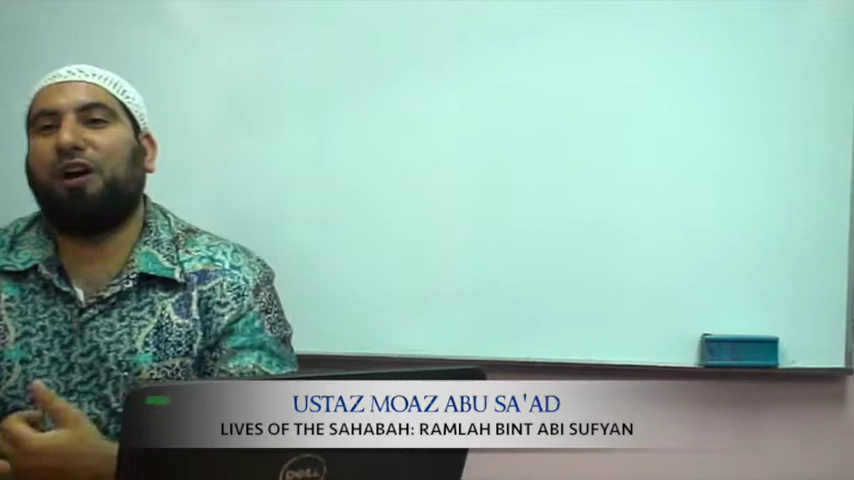 USTAZ MOAZ ABU SA'AD
LIVES OF THE SAHABAH: RAMLAH BINT ABI SUFYAN
DELL